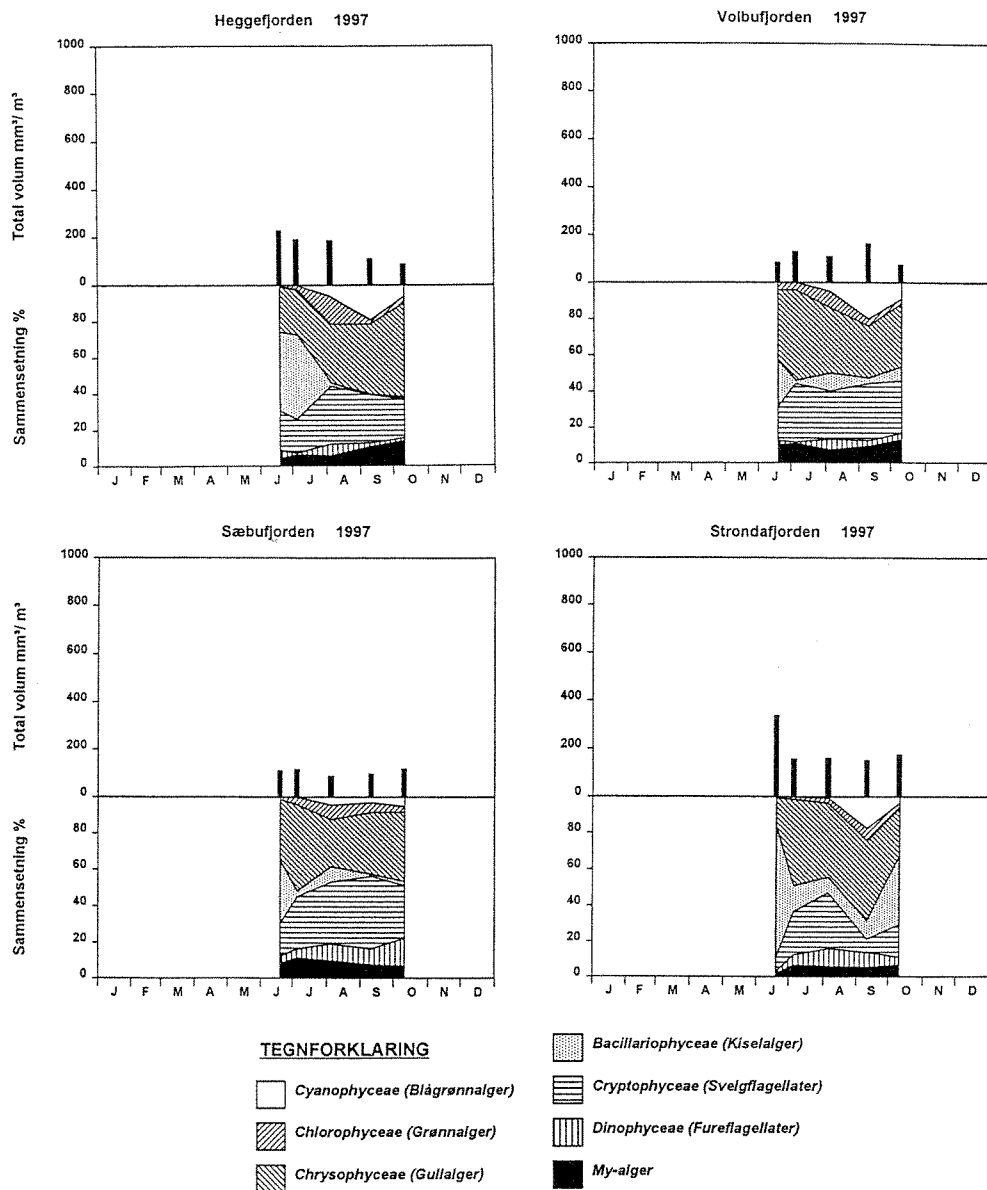 Heggefjorden 1997
Total volum mm³/ m³
1000
800
600
400
200
0
Sammensetning %
80
60
40
20
0
J F M A M J J A S O N D
Volbufjorden 1997
1000
800
600
400
200
0
80
60
40
20
0
J F M A M J J A S O N D
Sæbufjorden 1997
Total volum mm³/ m³
1000
800
600
400
200
0
Sammensetning %
80
60
40
20
0
J F M A M J J A S O N D
Strondafjorden 1997
1000
800
600
400
200
0
80
60
40
20
0
J F M A M J J A S O N D
TEGNFORKLARING
Cyanophyceae (Blågrønnalger)
Chlorophyceae (Grønnalger)
Chrysophyceae (Gullalger)
Bacillariophyceae (Kiselalger)
Cryptophyceae (Svelgflagellater)
Dinophyceae (Fureflagellater)
My-alger